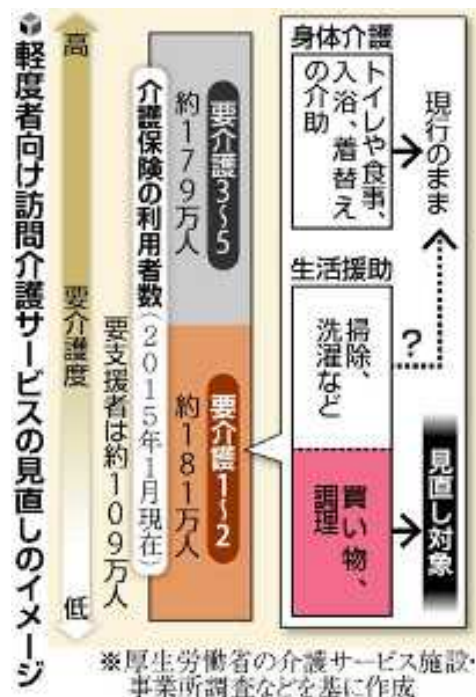 軽度者向け訪問介護サービスの見直しのイメージ
高
要介護度
低
介護保険の利用者数(2015年1月現在)
要支援者は約109万人
要介護3~5
約179万人
要介護1~2
約181万人
身体介護
トイレや食事、
入浴、着替え
の介助
現行のまま
生活援助
掃除、
洗濯など
?
買い物、
調理
見直し対象
※厚生労働省の介護サービス施設・
事業所調査などを基に作成